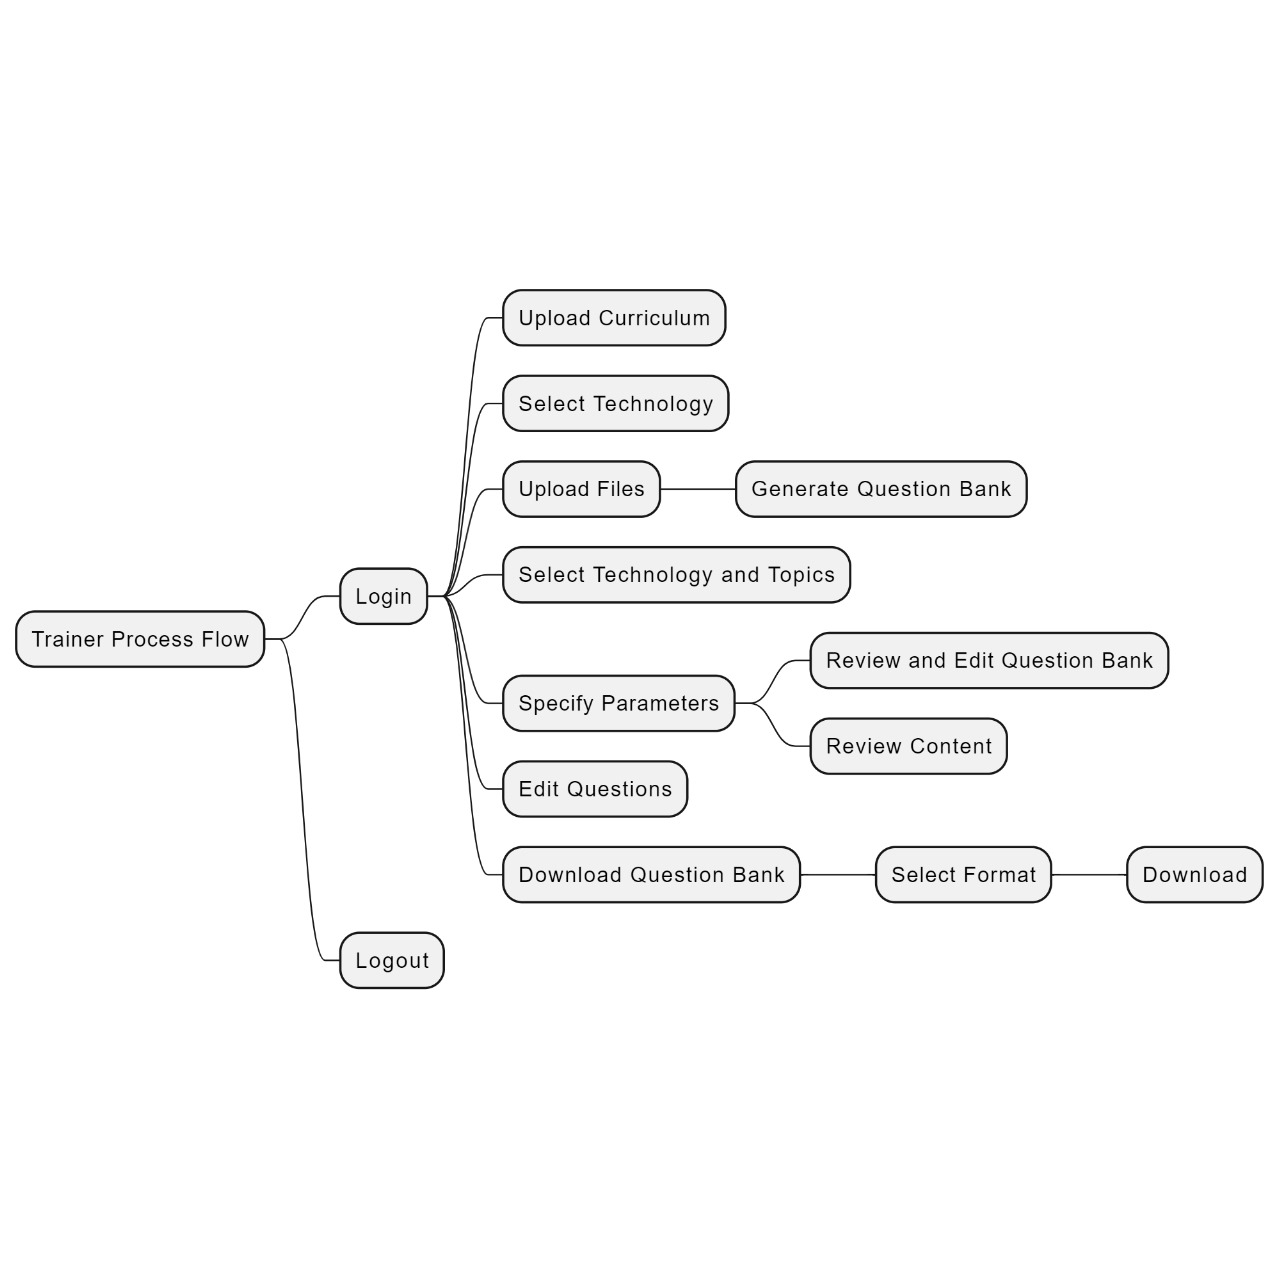 Trainer Process Flow
Login
Upload Curriculum
Select Technology
Upload Files
Generate Question Bank
Select Technology and Topics
Specify Parameters
Review and Edit Question Bank
Review Content
Edit Questions
Download Question Bank
Select Format
Download
Logout